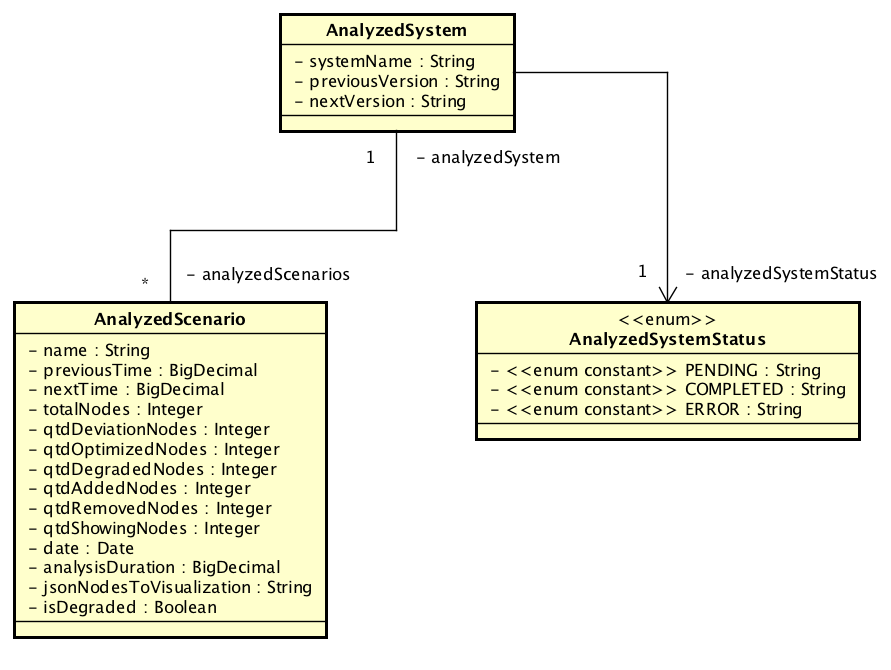 AnalyzedSystem
- systemName : String
- previousVersion : String
- nextVersion : String
1
- analyzedSystem
*
- analyzedScenarios
1
- analyzedSystemStatus
AnalyzedScenario
- name : String
- previousTime : BigDecimal
- nextTime : BigDecimal
- totalNodes : Integer
- qtdDeviationNodes : Integer
- qtdOptimizedNodes : Integer
- qtdDegradedNodes : Integer
- qtdAddedNodes : Integer
- qtdRemovedNodes : Integer
- qtdShowingNodes : Integer
- date : Date
- analysisDuration : BigDecimal
- jsonNodesToVisualization : String
- isDegraded : Boolean
<<enum>>
AnalyzedSystemStatus
- <<enum constant>> PENDING : String
- <<enum constant>> COMPLETED : String
- <<enum constant>> ERROR : String